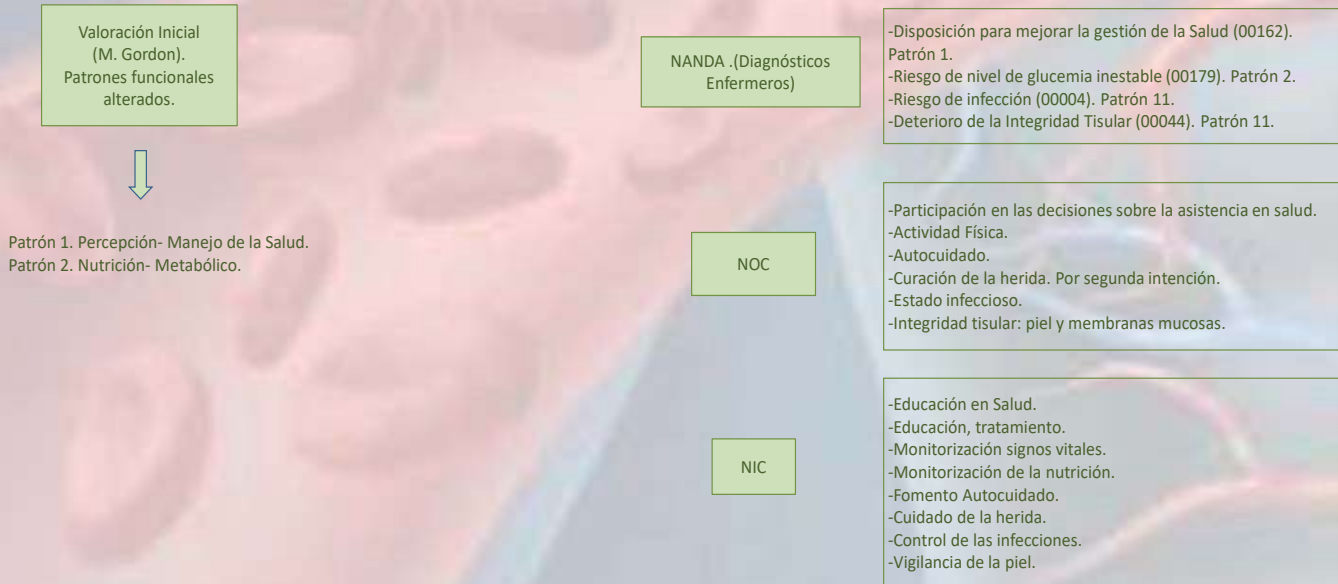 Valoración Inicial
(M. Gordon).
Patrones funcionales
alterados.
Patrón 1. Percepción- Manejo de la Salud.
Patrón 2. Nutrición- Metabólico.
NANDA .(Diagnósticos
Enfermeros)
-Disposición para mejorar la gestión de la Salud (00162).
Patrón 1.
-Riesgo de nivel de glucemia inestable (00179). Patrón 2.
-Riesgo de infección (00004). Patrón 11.
-Deterioro de la Integridad Tisular (00044). Patrón 11.
NOC
-Participación en las decisiones sobre la asistencia en salud.
-Actividad Física.
-Autocuidado.
-Curación de la herida. Por segunda intención.
-Estado infeccioso.
-Integridad tisular: piel y membranas mucosas.
NIC
-Educación en Salud.
-Educación, tratamiento.
-Monitorización signos vitales.
-Monitorización de la nutrición.
-Fomento Autocuidado.
-Cuidado de la herida.
-Control de las infecciones.
-Vigilancia de la piel.